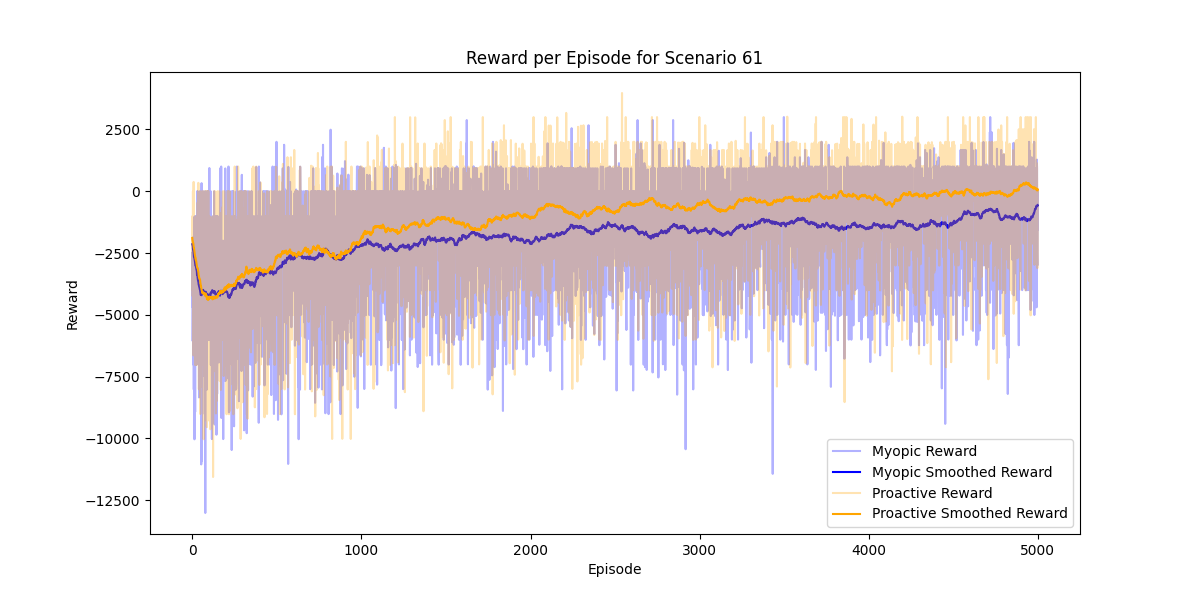 Reward per Episode for Scenario 61
2500
0
−2500
−5000
−7500
−10000
−12500
Reward
0 1000 2000 3000 4000 5000
Episode
Myopic Reward
Myopic Smoothed Reward
Proactive Reward
Proactive Smoothed Reward